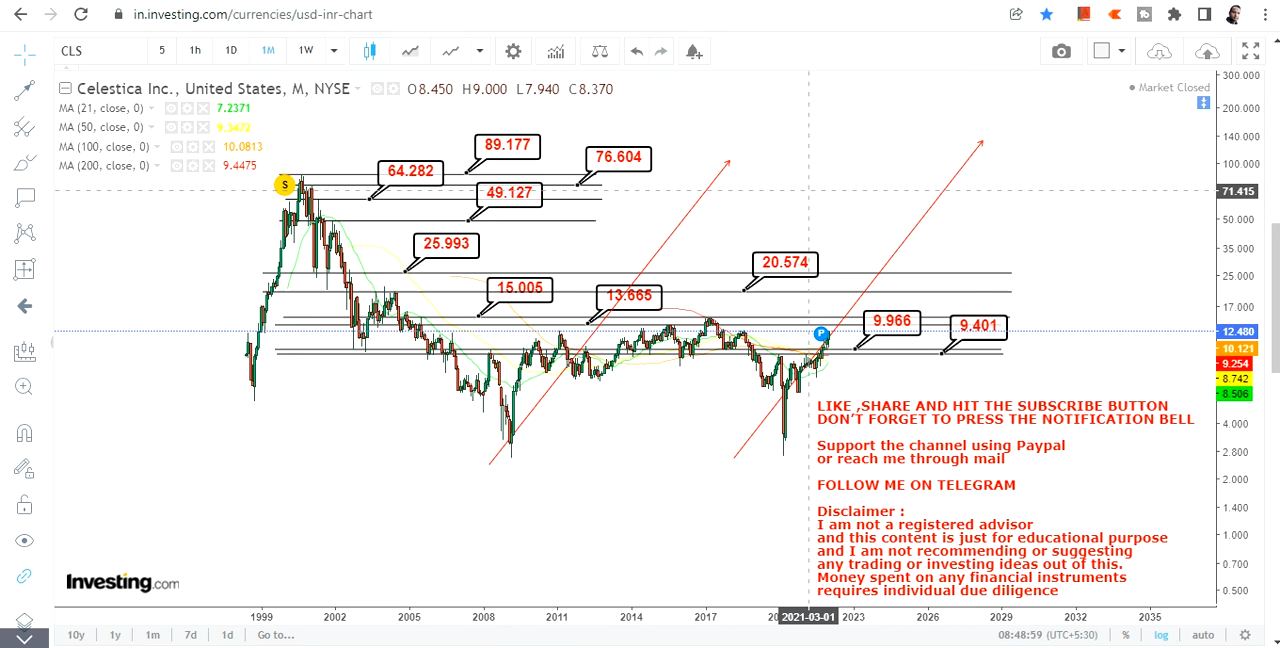 in.investing.com/currencies/usd-inr-chart
CLS 5 1h 1D 1M 1W
Celestica Inc., United States, M, NYSE O8.450 H9.000 L7.940 C8.370
MA (21, close, 0) 7.2371
MA (50, close, 0) 9.3472
MA (100, close, 0) 10.0813
MA (200, close, 0) 9.4475
Market Closed
S
89.177
76.604
64.282
49.127
25.993
20.574
15.005
13.665
P
9.966
9.401
300.000
200.000
140.000
100.000
71.415
50.000
35.000
25.000
17.000
12.480
10.121
9.254
8.742
8.506
4.000
2.800
2.000
1.400
1.000
0.700
0.500
LIKE ,SHARE AND HIT THE SUBSCRIBE BUTTON
DON'T FORGET TO PRESS THE NOTIFICATION BELL
Support the channel using Paypal
or reach me through mail
FOLLOW ME ON TELEGRAM
Disclaimer :
I am not a registered advisor
and this content is just for educational purpose
and I am not recommending or suggesting
any trading or investing ideas out of this.
Money spent on any financial instruments
requires individual due diligence
Investing.com
1999 2002 2005 2008 2011 2014 2017 2021-03-01 2023 2026 2029 2032 2035
10y 1y 1m 7d 1d Go to... 08:48:59 (UTC+5:30) % log auto